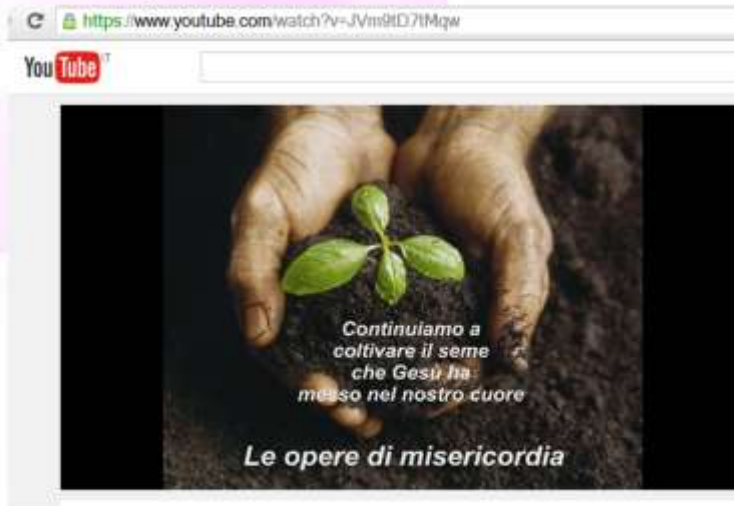 https://www.youtube.com/watch?v=JVm9tD7tMqw
YouTube IT
Continuiamo a
coltivare il seme
che Gesù ha
messo nel nostro cuore
Le opere di misericordia